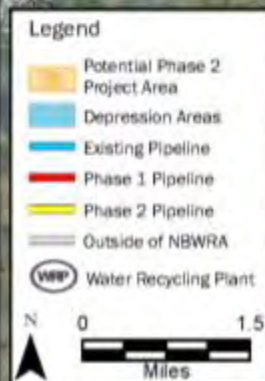 Legend
Potential Phase 2
Project Area
Depression Areas
Existing Pipeline
Phase 1 Pipeline
Phase 2 Pipeline
Outside of NBWRA
WRP Water Recycling Plant
N 0 1.5
Miles